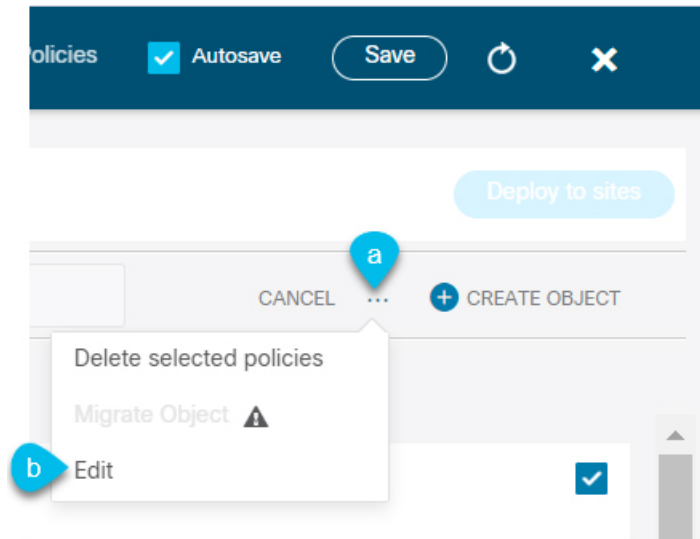 olicies Autosave Save
Deploy to sites
a
CANCEL ... CREATE OBJECT
Delete selected policies
Migrate Object
b Edit